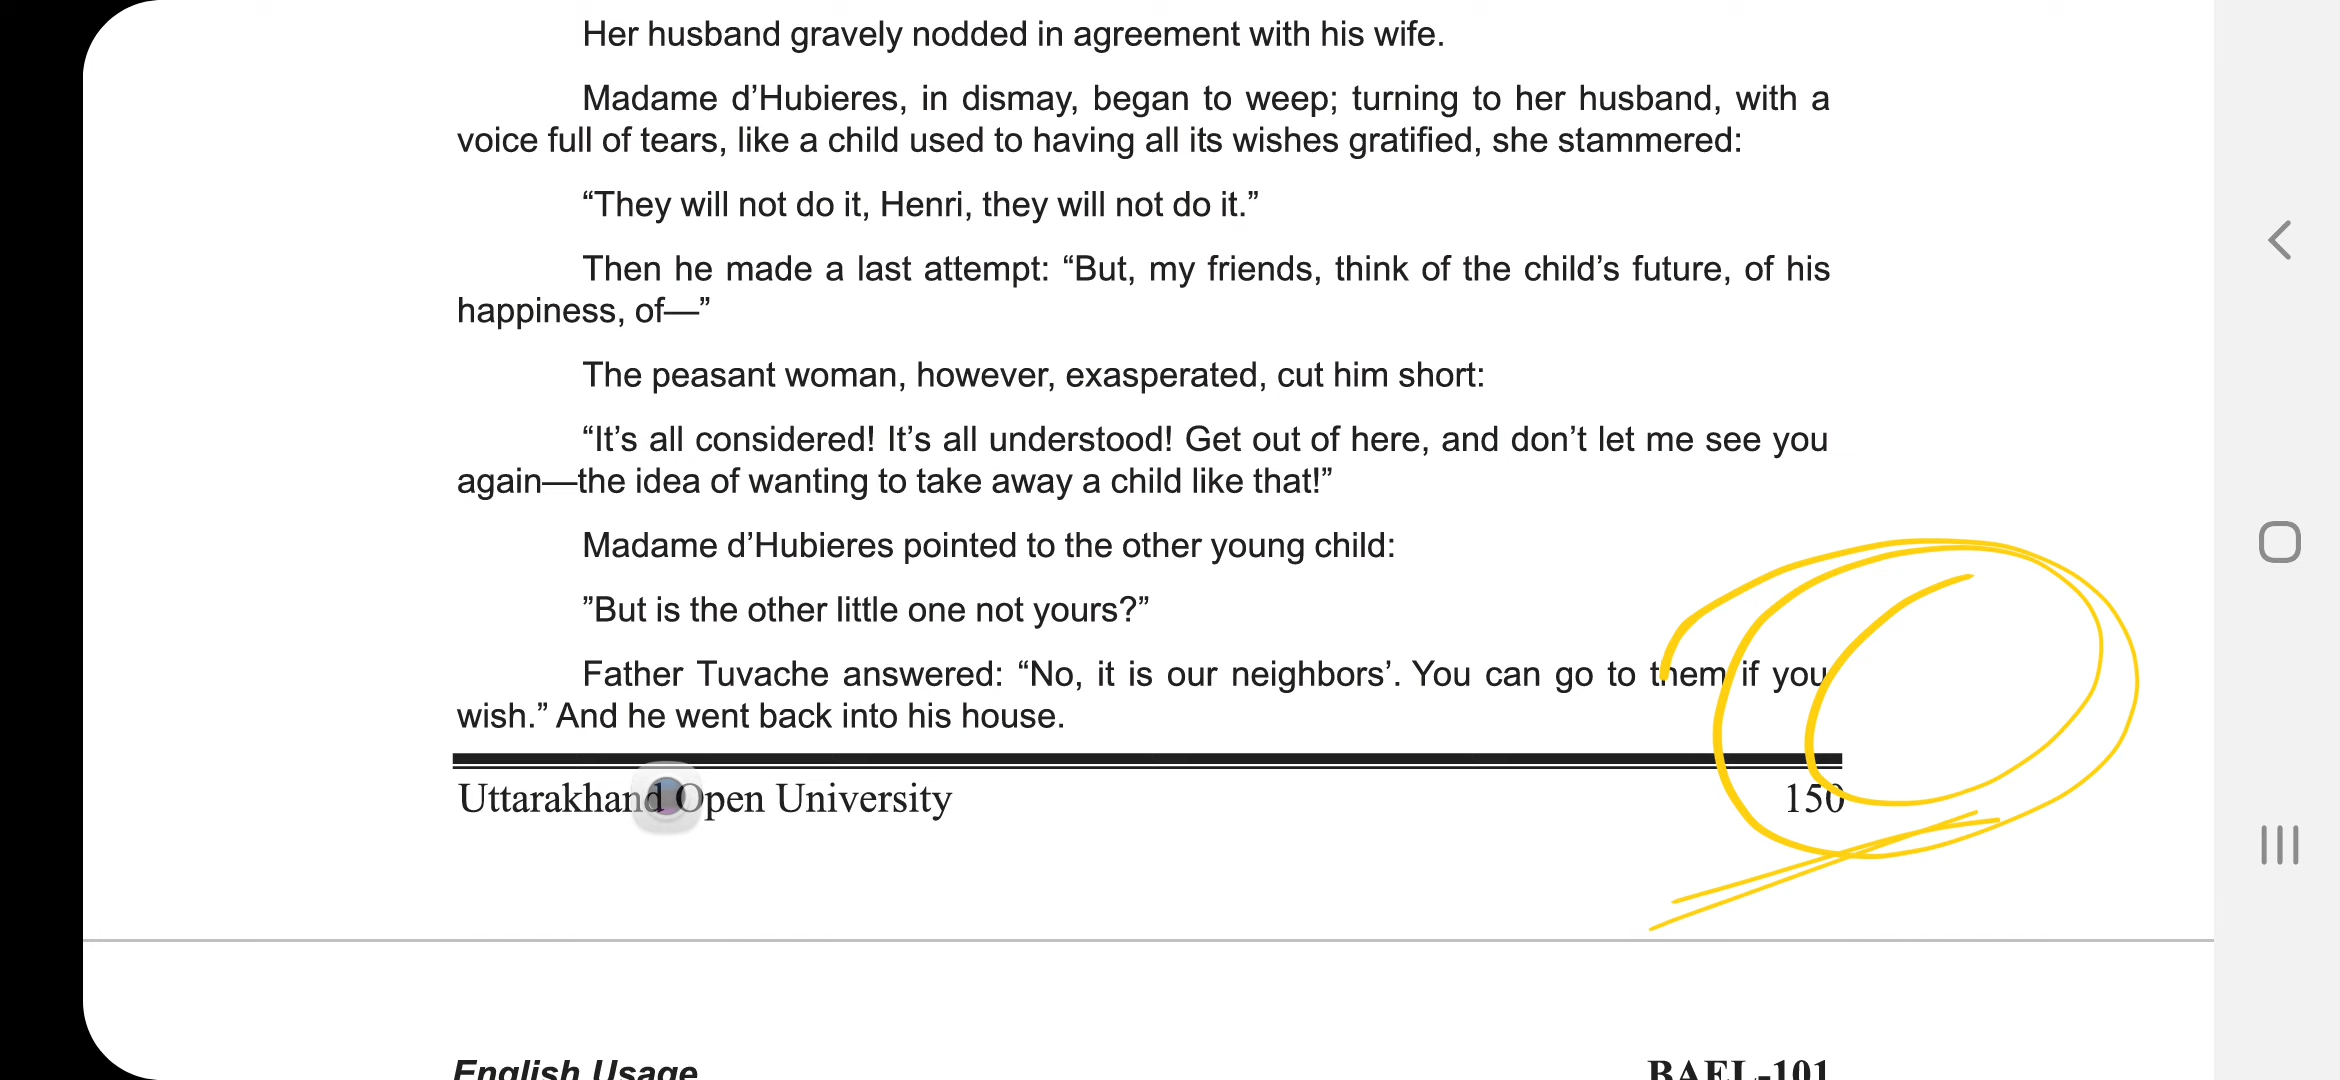 Her husband gravely nodded in agreement with his wife.
Madame d’Hubieres, in dismay, began to weep; turning to her husband, with a
voice full of tears, like a child used to having all its wishes gratified, she stammered:
“They will not do it, Henri, they will not do it.”
Then he made a last attempt: “But, my friends, think of the child’s future, of his
happiness, of—”
The peasant woman, however, exasperated, cut him short:
“It’s all considered! It’s all understood! Get out of here, and don’t let me see you
again—the idea of wanting to take away a child like that!”
Madame d’Hubieres pointed to the other young child:
”But is the other little one not yours?”
Father Tuvache answered: “No, it is our neighbors’. You can go to them if you
wish.” And he went back into his house.
Uttarakhand Open University 150
English Usage BAEL-101